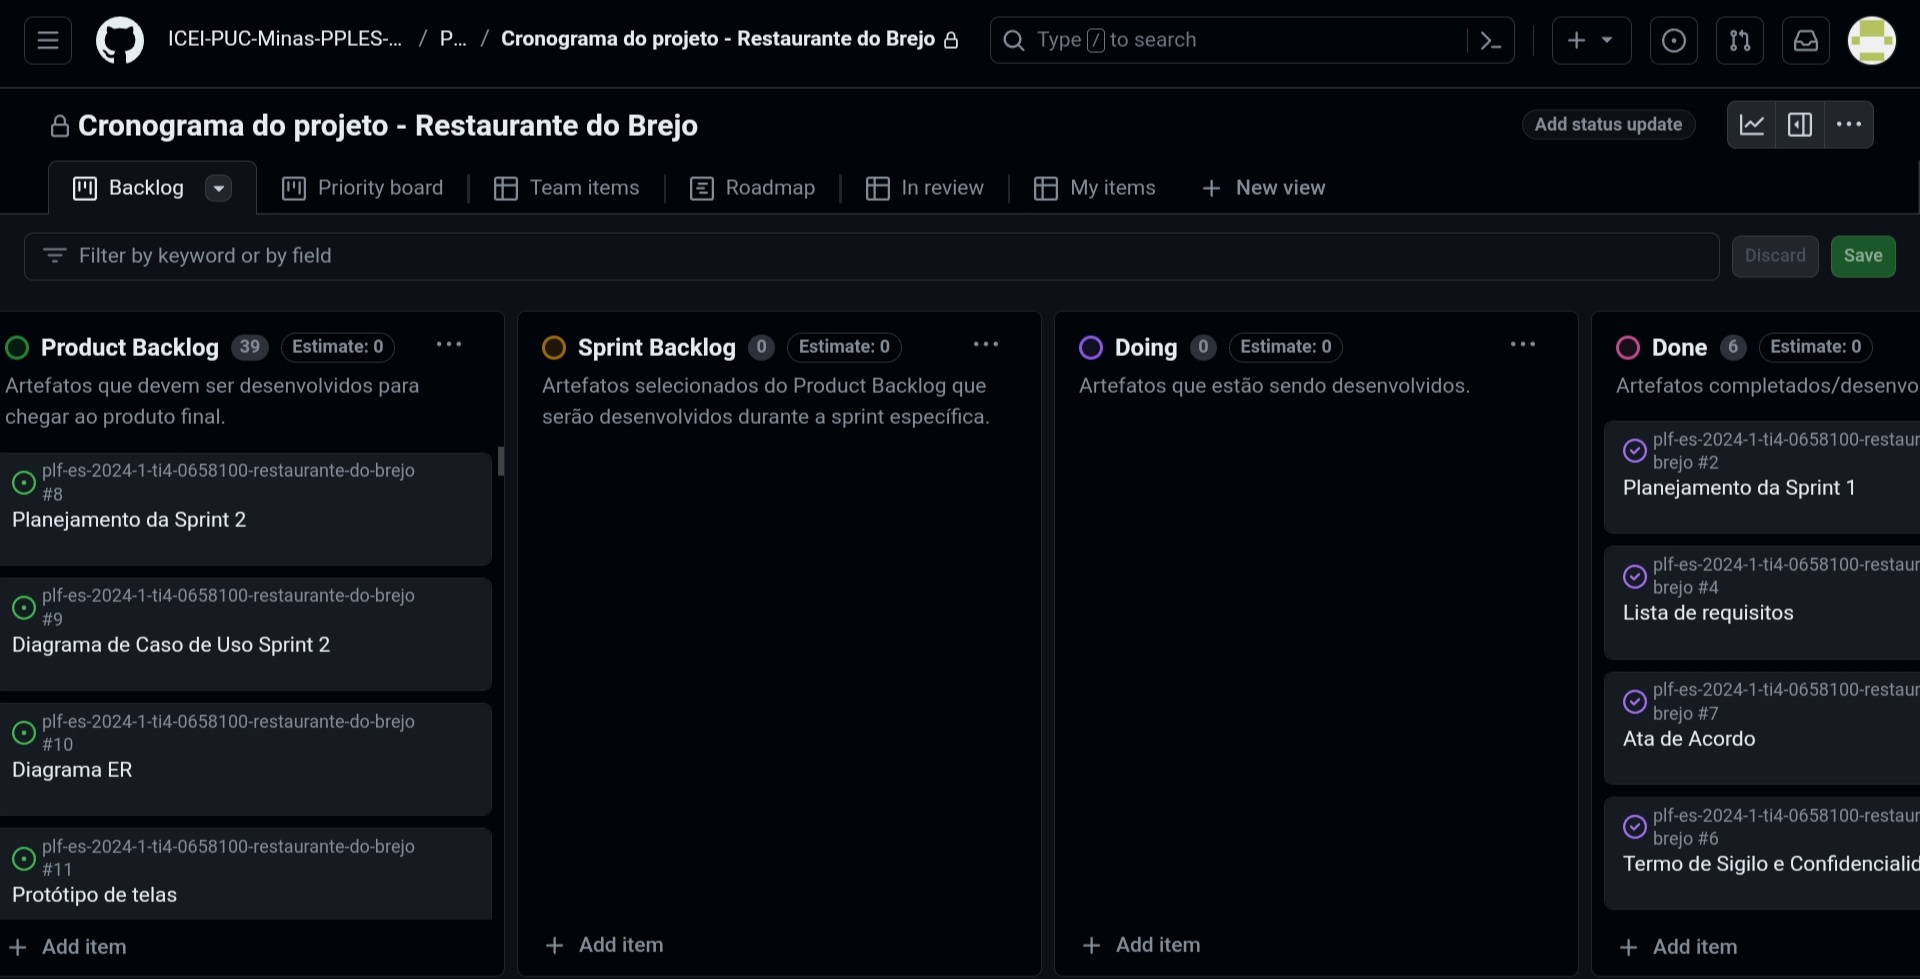 ICEI-PUC-Minas-PPLES-... / P... / Cronograma do projeto - Restaurante do Brejo
Type / to search
Cronograma do projeto - Restaurante do Brejo
Add status update
Backlog
Priority board
Team items
Roadmap
In review
My items
New view
Filter by keyword or by field
Discard
Save
Product Backlog 39 Estimate: 0
Artefatos que devem ser desenvolvidos para
chegar ao produto final.
plf-es-2024-1-ti4-0658100-restaurante-do-brejo
#8
Planejamento da Sprint 2
plf-es-2024-1-ti4-0658100-restaurante-do-brejo
#9
Diagrama de Caso de Uso Sprint 2
plf-es-2024-1-ti4-0658100-restaurante-do-brejo
#10
Diagrama ER
plf-es-2024-1-ti4-0658100-restaurante-do-brejo
#11
Protótipo de telas
Add item
Sprint Backlog 0 Estimate: 0
Artefatos selecionados do Product Backlog que
serão desenvolvidos durante a sprint específica.
Add item
Doing 0 Estimate: 0
Artefatos que estão sendo desenvolvidos.
Add item
Done 6 Estimate: 0
Artefatos completados/desenvo
plf-es-2024-1-ti4-0658100-restaur
brejo #2
Planejamento da Sprint 1
plf-es-2024-1-ti4-0658100-restaur
brejo #4
Lista de requisitos
plf-es-2024-1-ti4-0658100-restaur
brejo #7
Ata de Acordo
plf-es-2024-1-ti4-0658100-restaur
brejo #6
Termo de Sigilo e Confidencialid
Add item